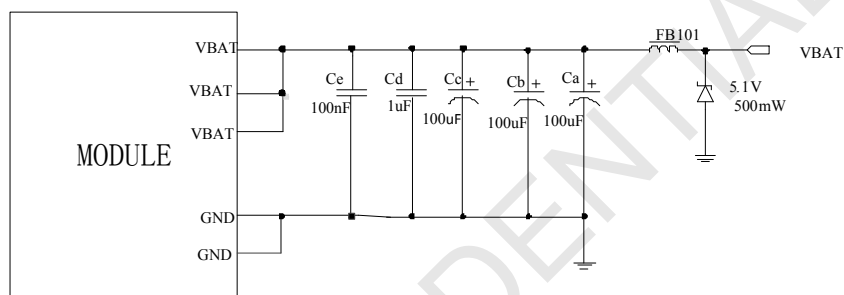 FB101
VBAT
VBAT
Ce
Cd
Cc
+
Cb
+
Ca
+
5.1V
500mW
VBAT
100nF
1uF
100uF
100uF
100uF
VBAT
MODULE
GND
GND
DENTIAL